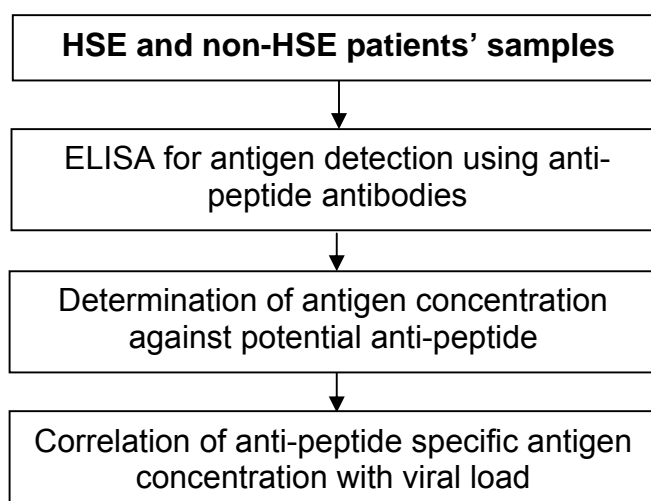 HSE and non-HSE patients’ samples
ELISA for antigen detection using anti-
peptide antibodies
Determination of antigen concentration
against potential anti-peptide
Correlation of anti-peptide specific antigen
concentration with viral load